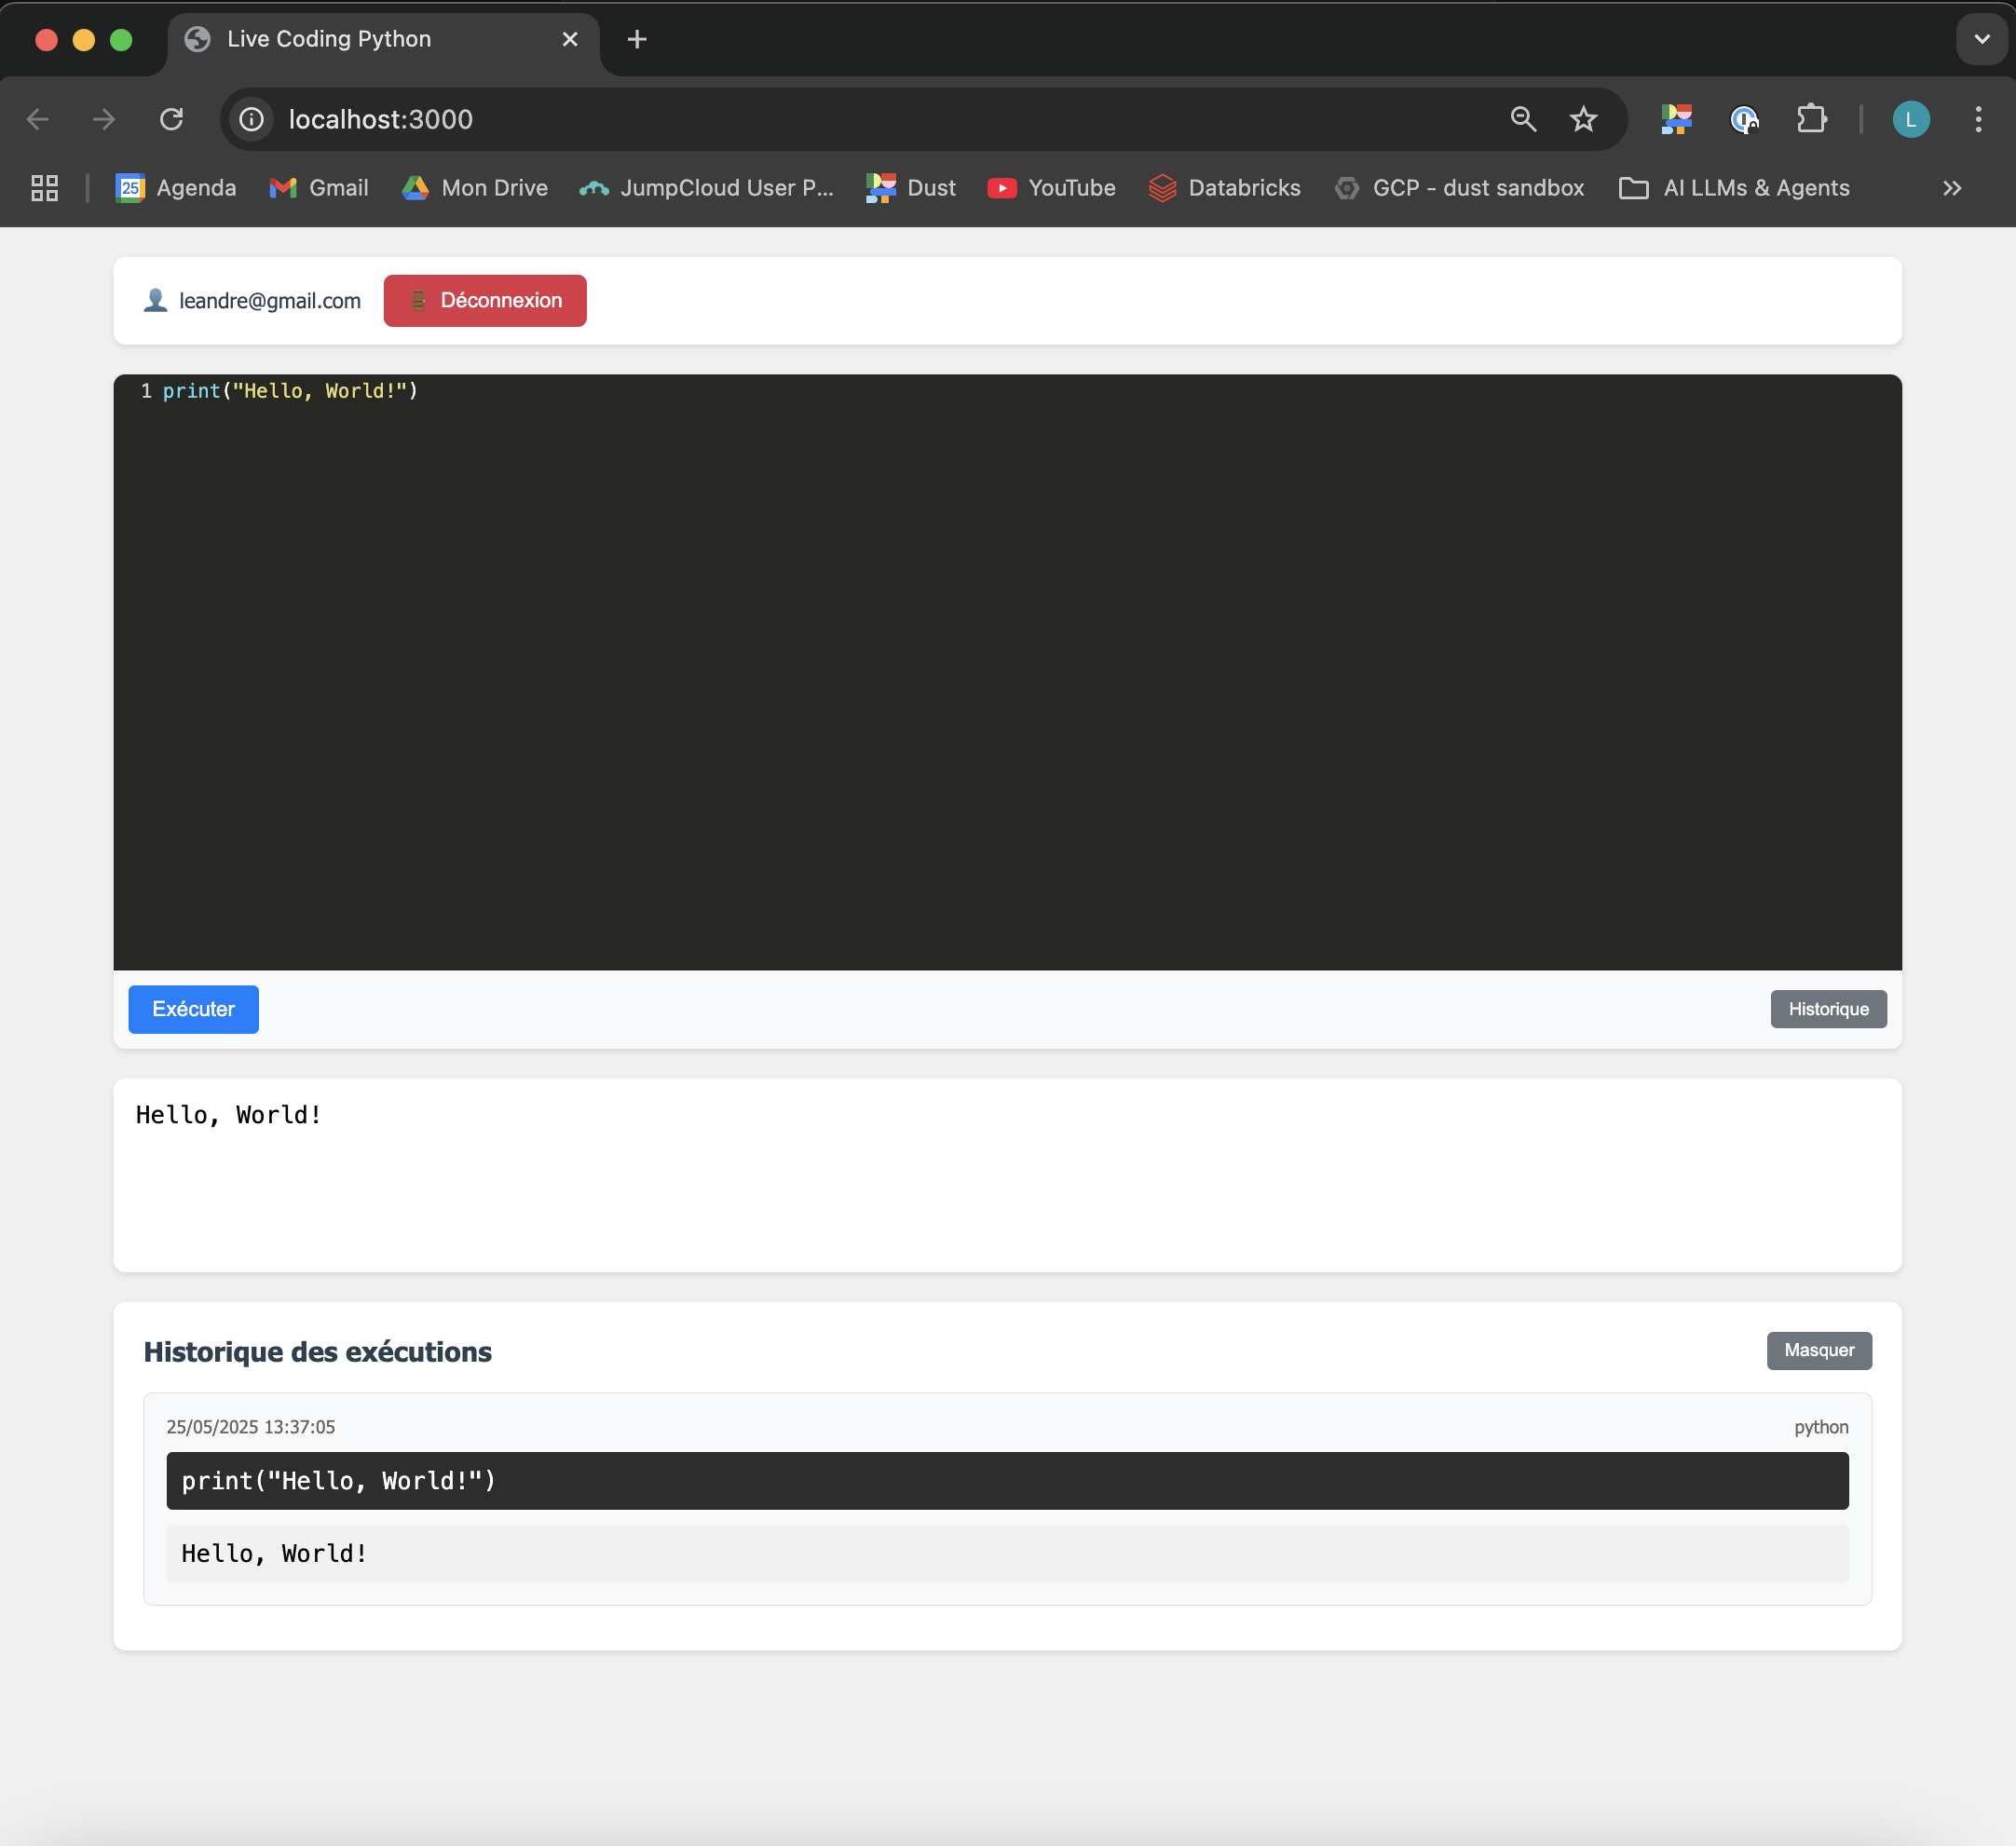 Live Coding Python
localhost:3000
L
25 Agenda Gmail Mon Drive JumpCloud User P... Dust YouTube Databricks GCP - dust sandbox AI LLMs & Agents
leandre@gmail.com Déconnexion
1 print("Hello, World!")
Exécuter Historique
Hello, World!
Historique des exécutions Masquer
25/05/2025 13:37:05 python
print("Hello, World!")
Hello, World!